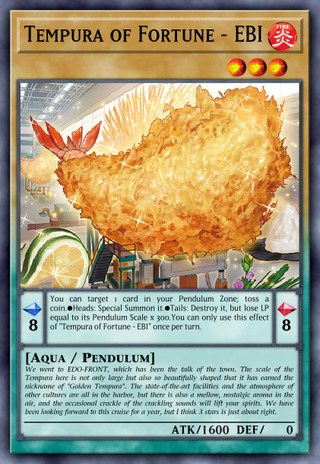 TEMPURA OF FORTUNE - EBI
FIRE
炎
You can target 1 card in your Pendulum Zone; toss a
coin.●Heads: Special Summon it.●Tails: Destroy it, but lose LP
equal to its Pendulum Scale x 300.You can only use this effect
of "Tempura of Fortune - EBI" once per turn.
8
8
[AQUA / PENDULUM]
We went to EDO-FRONT, which has been the talk of the town. The scale of the
Tempura here is not only large but also so beautifully shaped that it has earned the
nickname of "Golden Tempura". The state-of-the-art facilities and the atmosphere of
other cultures are all in the harbor, but there is also a mellow, nostalgic aroma in the
air, and the occasional crackle of the crackling sounds will lift your spirits. We have
been looking forward to this cruise for a year, but I think 3 stars is just about right.
ATK/1600 DEF/ 0